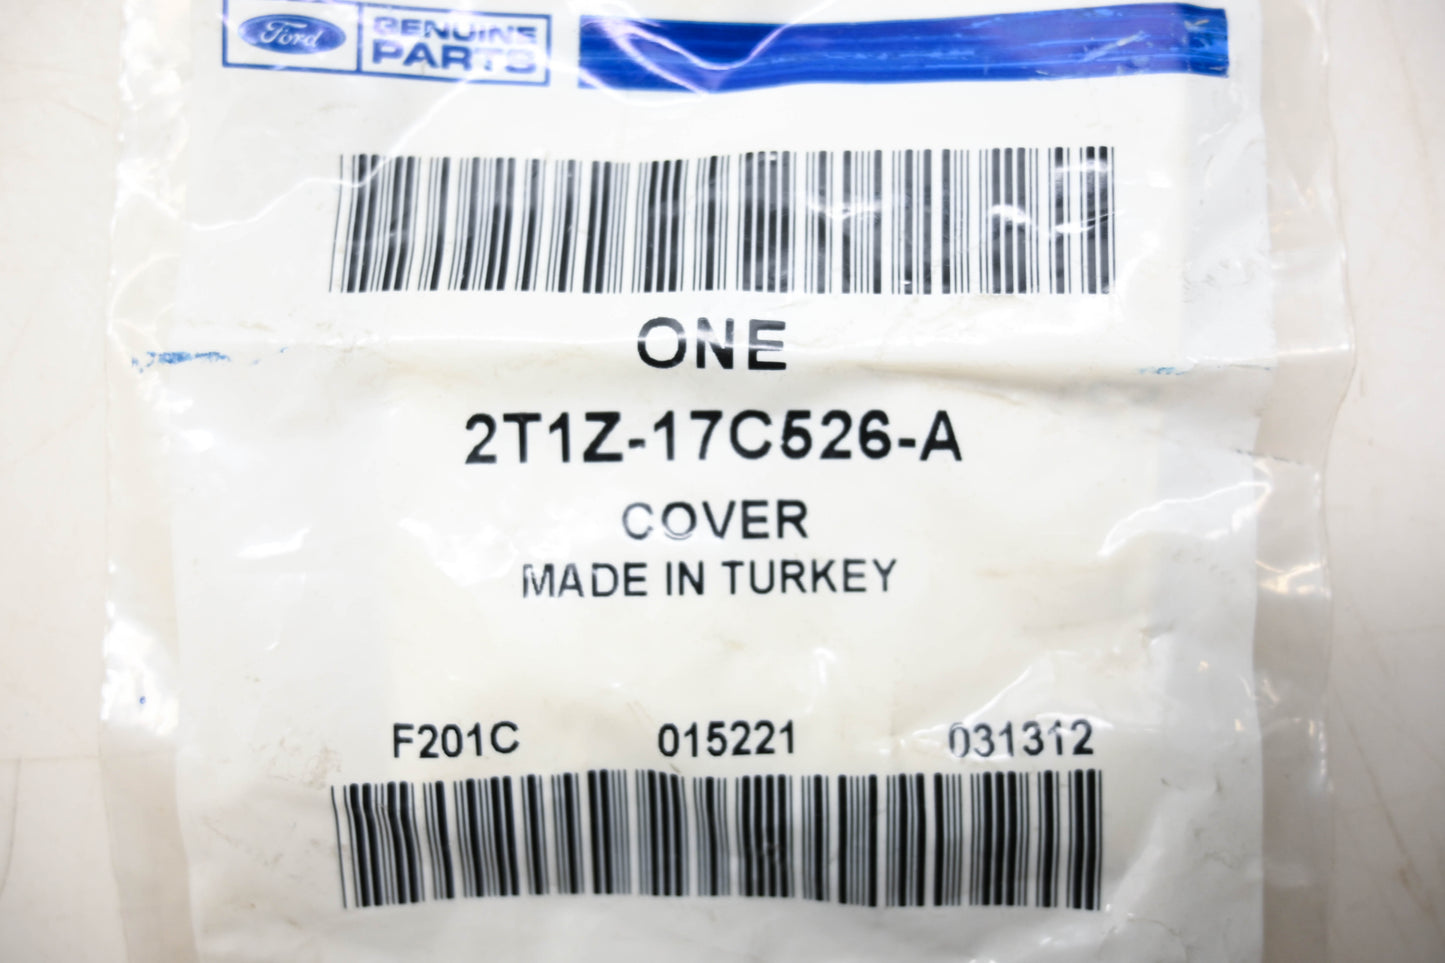 Ford GENUINE
PARTS
ONE
2T1Z-17C526-A
COVER
MADE IN TURKEY
F201C 015221 031312